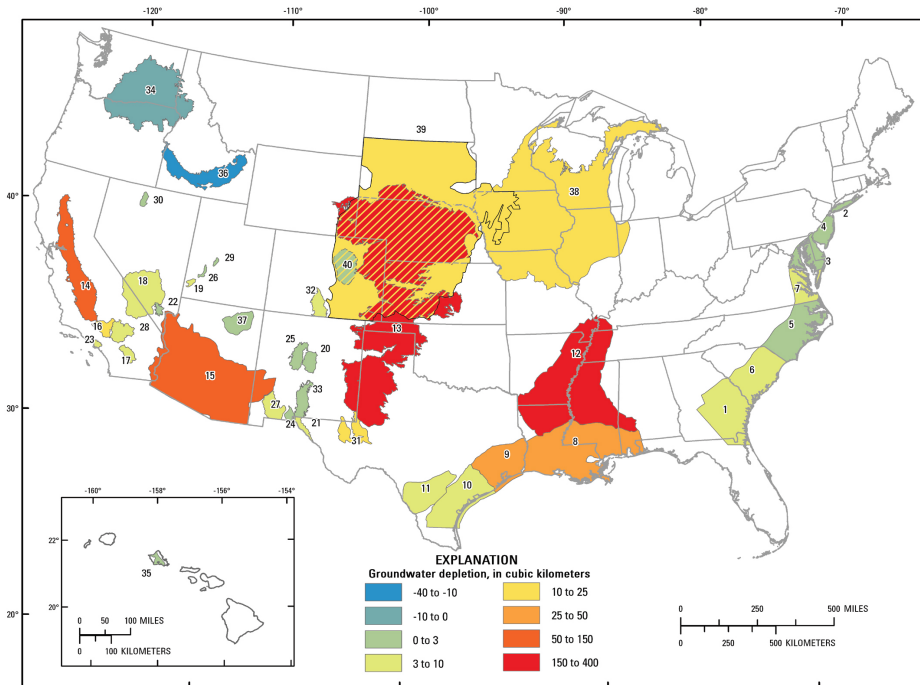 -120° -110° -100° -90° -80° -70°
34
39
36
38
40°
30
2
4
29
3
40
26
18
19
32
7
14
22
37
5
16
28
13
23
25
20
12
17
15
6
33
27
1
24
21
31
8
9
11
10
-160° -158° -156° -154°
22°
35
20°
0 50 100 MILES
0 100 KILOMETERS
30°
20°
EXPLANATION
Groundwater depletion, in cubic kilometers
-40 to -10
-10 to 0
0 to 3
3 to 10
10 to 25
25 to 50
50 to 150
150 to 400
0 250 500 MILES
0 250 500 KILOMETERS